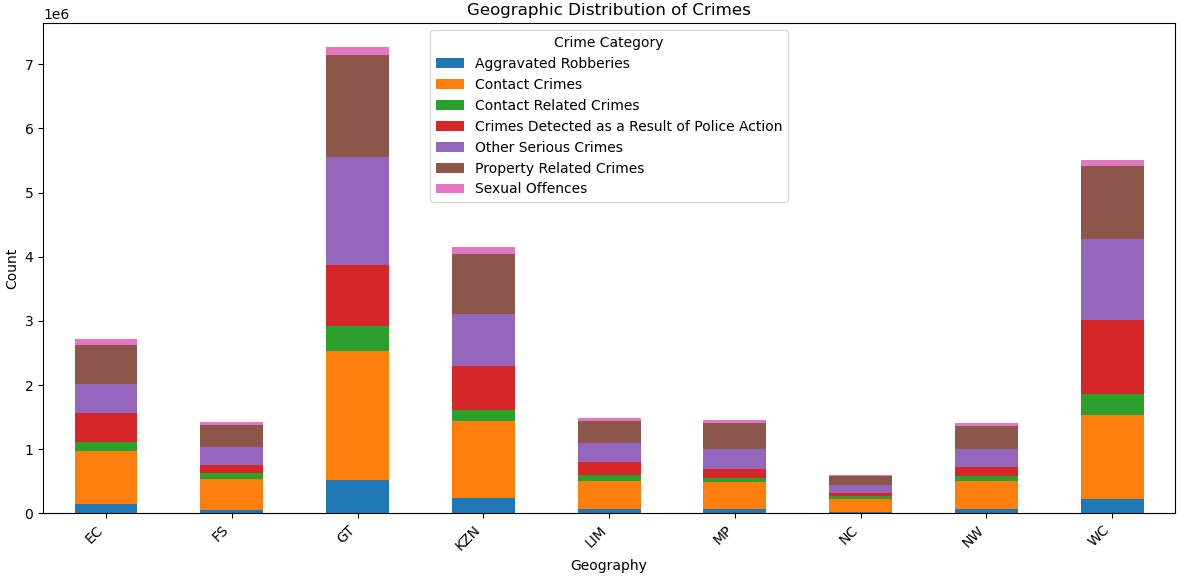 Geographic Distribution of Crimes
1e6
Crime Category
Aggravated Robberies
Contact Crimes
Contact Related Crimes
Crimes Detected as a Result of Police Action
Other Serious Crimes
Property Related Crimes
Sexual Offences
7
6
5
4
3
2
1
0
Count
EC
FS
GT
KZN
LIM
MP
NC
NW
WC
Geography